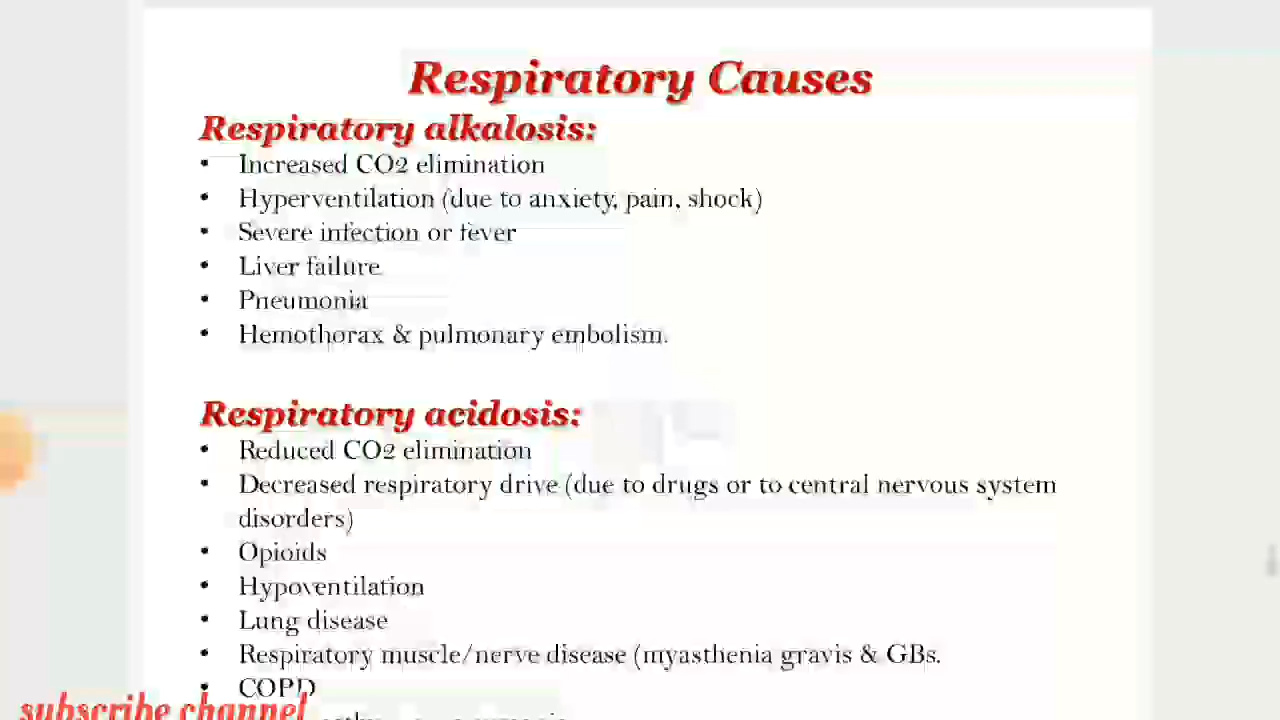 Respiratory Causes
Respiratory alkalosis:
• Increased CO2 elimination
• Hyperventilation (due to anxiety, pain, shock)
• Severe infection or fever
• Liver failure
• Pneumonia
• Hemothorax & pulmonary embolism.
Respiratory acidosis:
• Reduced CO2 elimination
• Decreased respiratory drive (due to drugs or to central nervous system
disorders)
• Opioids
• Hypoventilation
• Lung disease
• Respiratory muscle/nerve disease (myasthenia gravis & GBs.
• COPD
subscribe channel